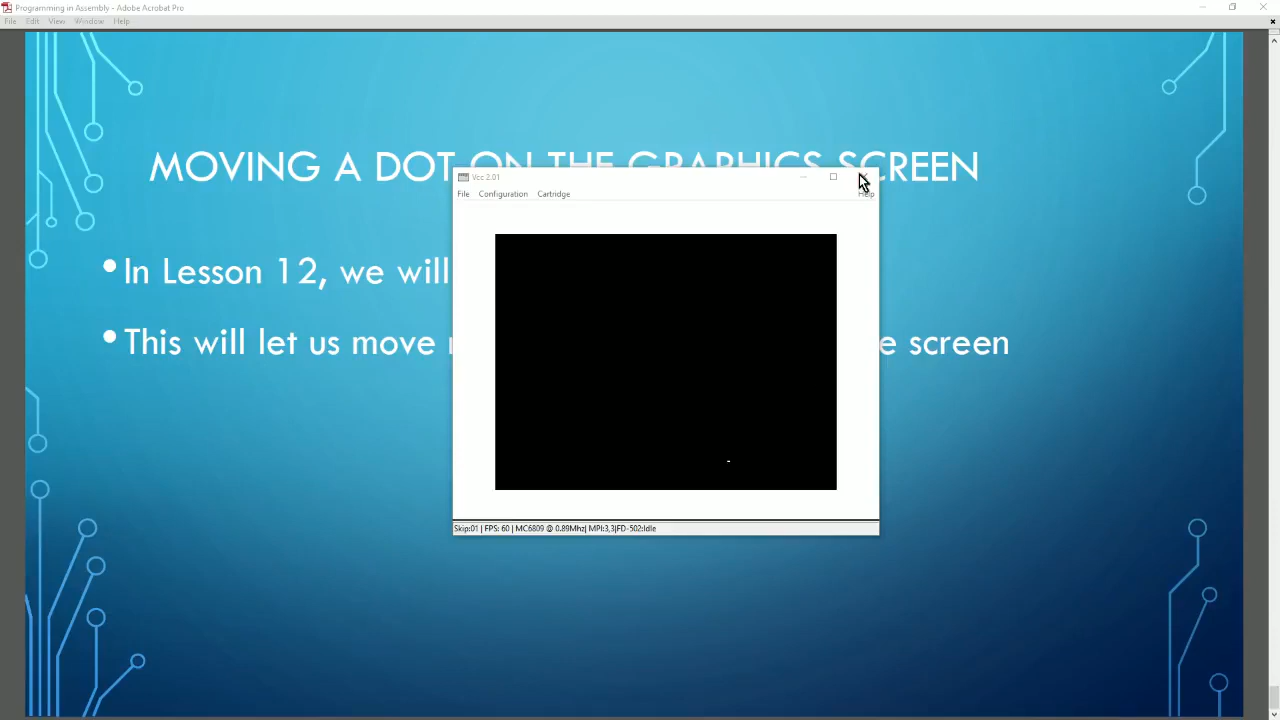 Programming in Assembly - Adobe Acrobat Pro
File Edit View Window Help
MOVING A DOT ON THE GRAPHICS SCREEN
Vcc 2.01
File Configuration Cartridge Help
In Lesson 12, we will
This will let us move e screen
Skip:01 | FPS: 60 | MC6809 @ 0.89Mhz| MPI:3,3|FD-502:Idle